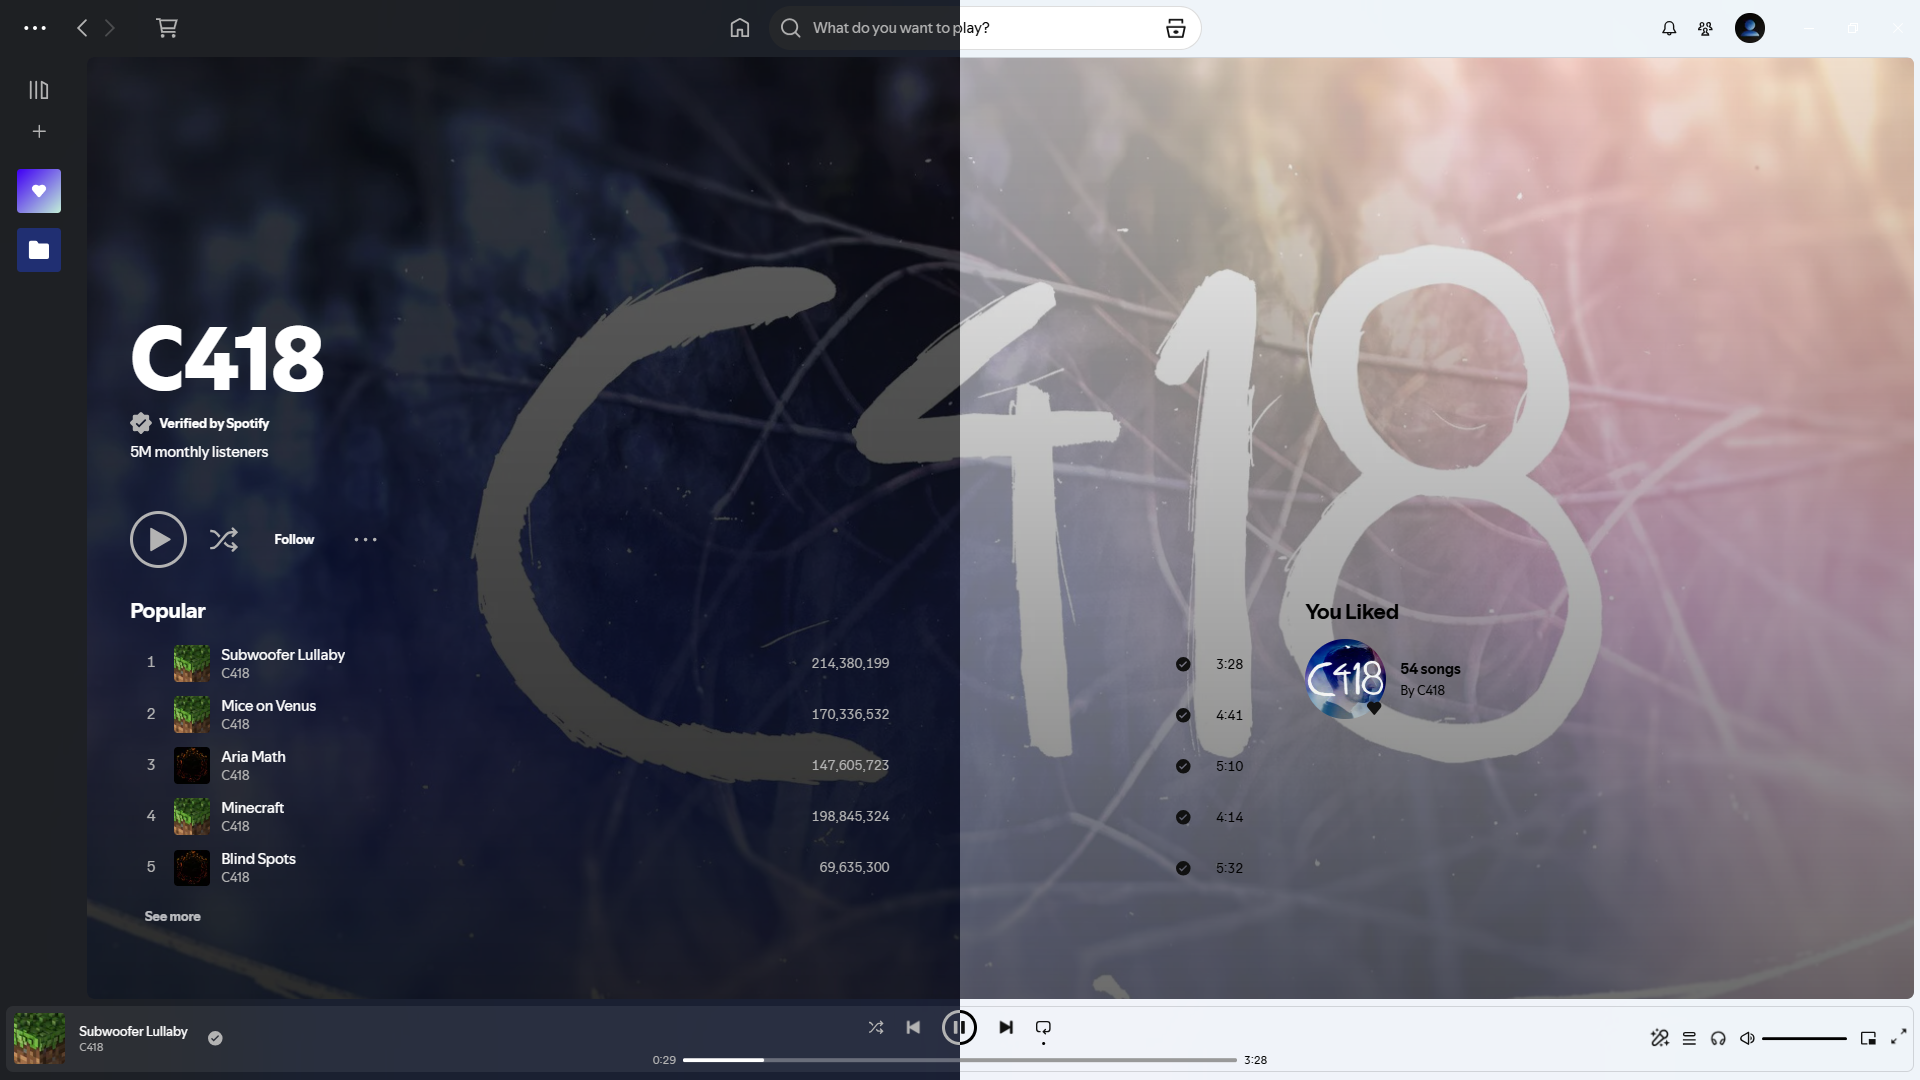 What do you want to play?
C418
C418
Verified by Spotify
5M monthly listeners
Follow
Popular
You Liked
1 Subwoofer Lullaby 214,380,199 3:28
C418
C418
54 songs
By C418
2 Mice on Venus 170,336,532 4:41
C418
3 Aria Math 147,605,723 5:10
C418
4 Minecraft 198,845,324 4:14
C418
5 Blind Spots 69,635,300 5:32
C418
See more
Subwoofer Lullaby
C418
0:29 3:28